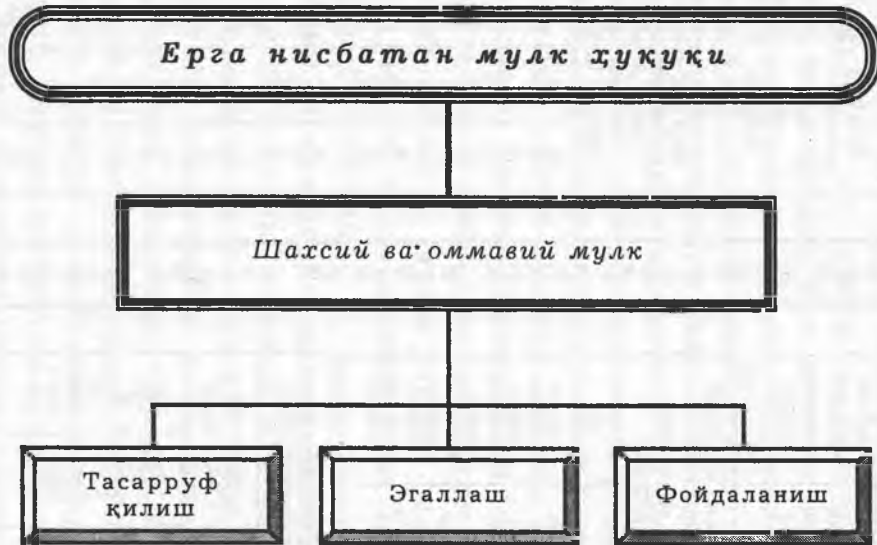 Ерга нисбатан мулк ҳуқуқи
Шахсий ва оммавий мулк
Тасарруф
қилиш
Эгаллаш
Фойдаланиш